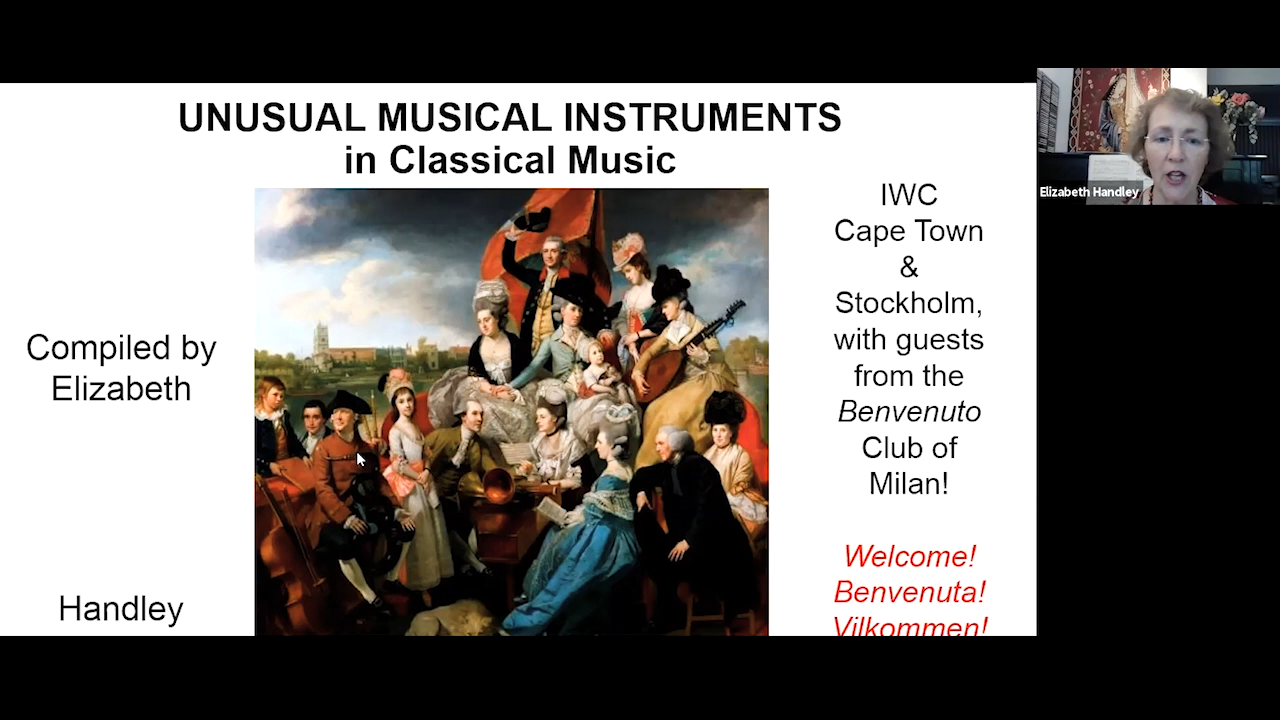 UNUSUAL MUSICAL INSTRUMENTS
in Classical Music
Compiled by
Elizabeth
Handley
IWC
Cape Town
&
Stockholm,
with guests
from the
Benvenuto
Club of
Milan!
Welcome!
Benvenuta!
Vilkommen!
Elizabeth Handley